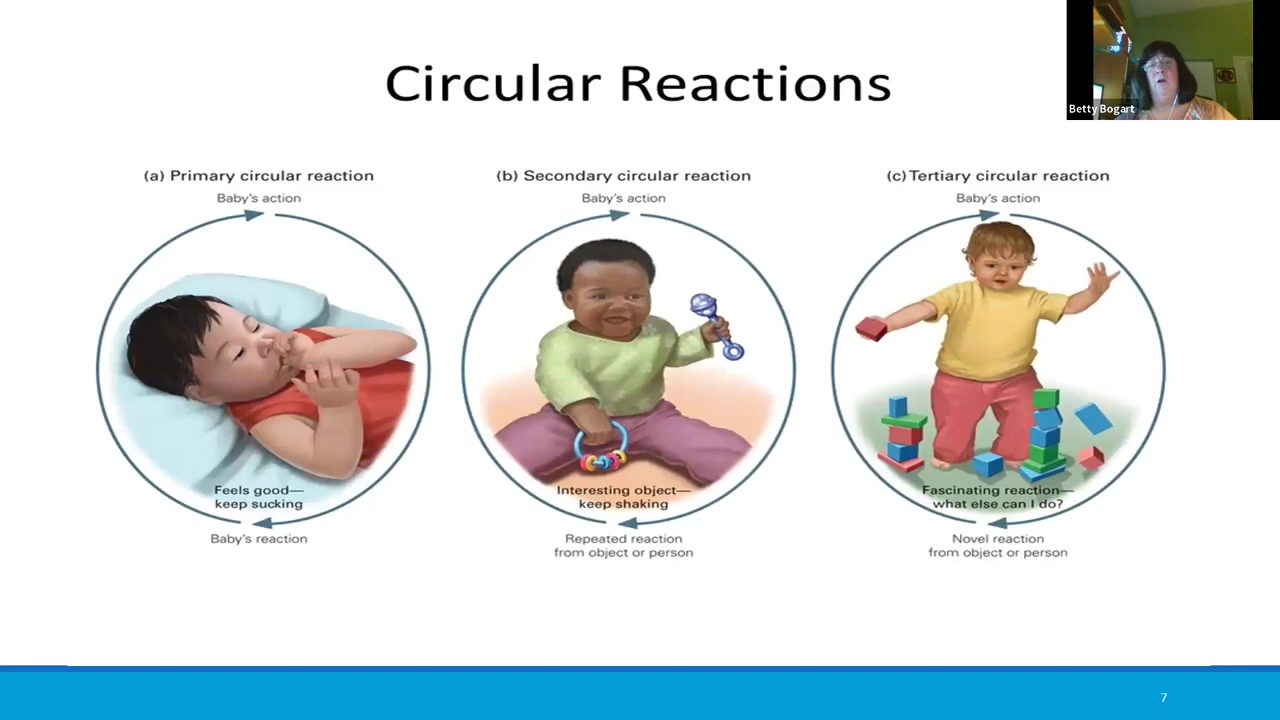 Circular Reactions
Betty Bogart
(a) Primary circular reaction
Baby's action
Feels good—
keep sucking
Baby's reaction
(b) Secondary circular reaction
Baby's action
Interesting object—
keep shaking
Repeated reaction
from object or person
(c) Tertiary circular reaction
Baby's action
Fascinating reaction—
what else can I do?
Novel reaction
from object or person
7